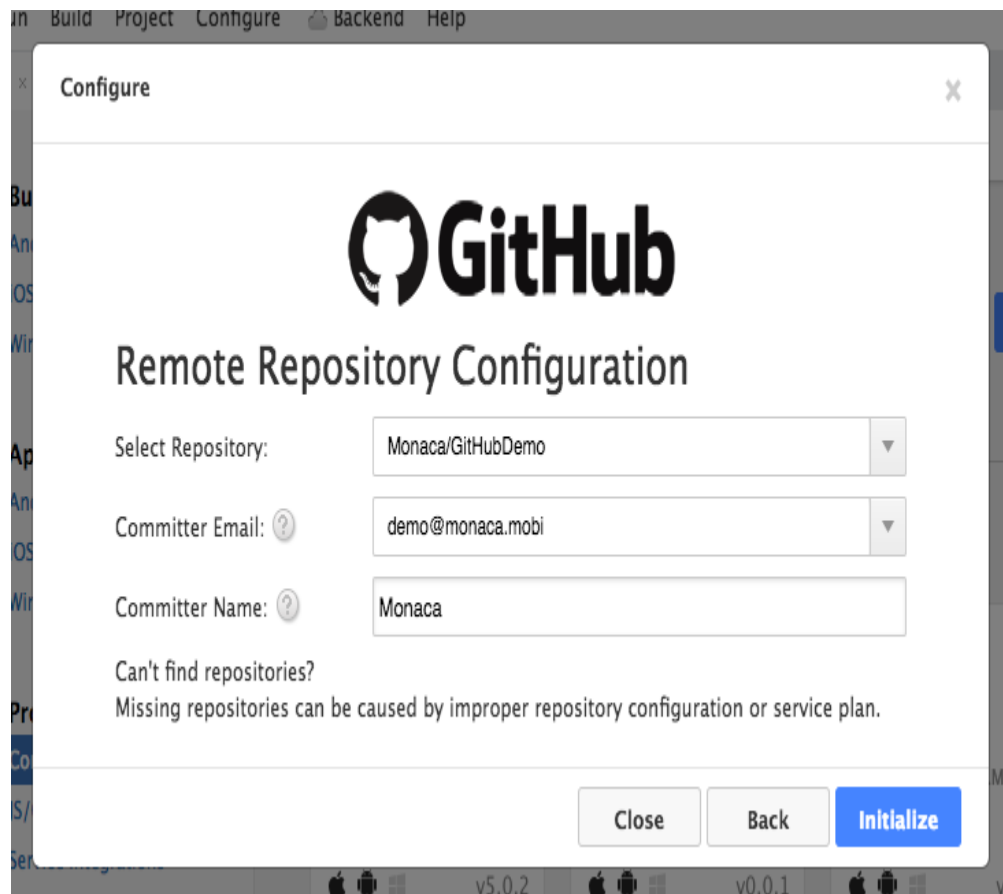 Build Project Configure Backend Help
Configure
GitHub
Remote Repository Configuration
Select Repository: Monaca/GitHubDemo
Committer Email: ? demo@monaca.mobi
Committer Name: ? Monaca
Can't find repositories?
Missing repositories can be caused by improper repository configuration or service plan.
Close Back Initialize
v5.0.2 v0.0.1